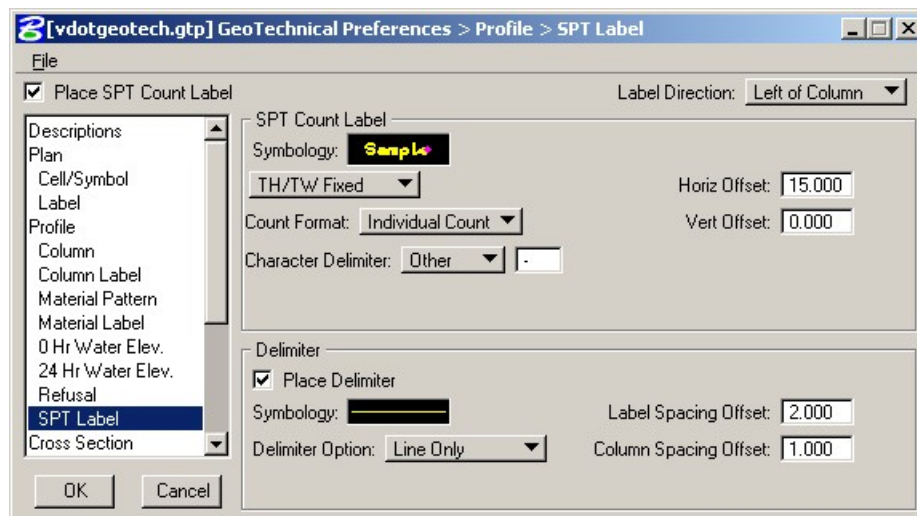 [vdotgeotech.gtp] GeoTechnical Preferences > Profile > SPT Label
File
Place SPT Count Label
Label Direction: Left of Column
Descriptions
Plan
Cell/Symbol
Label
Profile
Column
Column Label
Material Pattern
Material Label
0 Hr Water Elev.
24 Hr Water Elev.
Refusal
SPT Label
Cross Section
OK Cancel
SPT Count Label
Symbology: Sample
TH/TW Fixed
Horiz Offset: 15.000
Count Format: Individual Count
Vert Offset: 0.000
Character Delimiter: Other -
Delimiter
Place Delimiter
Symbology:
Label Spacing Offset: 2.000
Delimiter Option: Line Only
Column Spacing Offset: 1.000